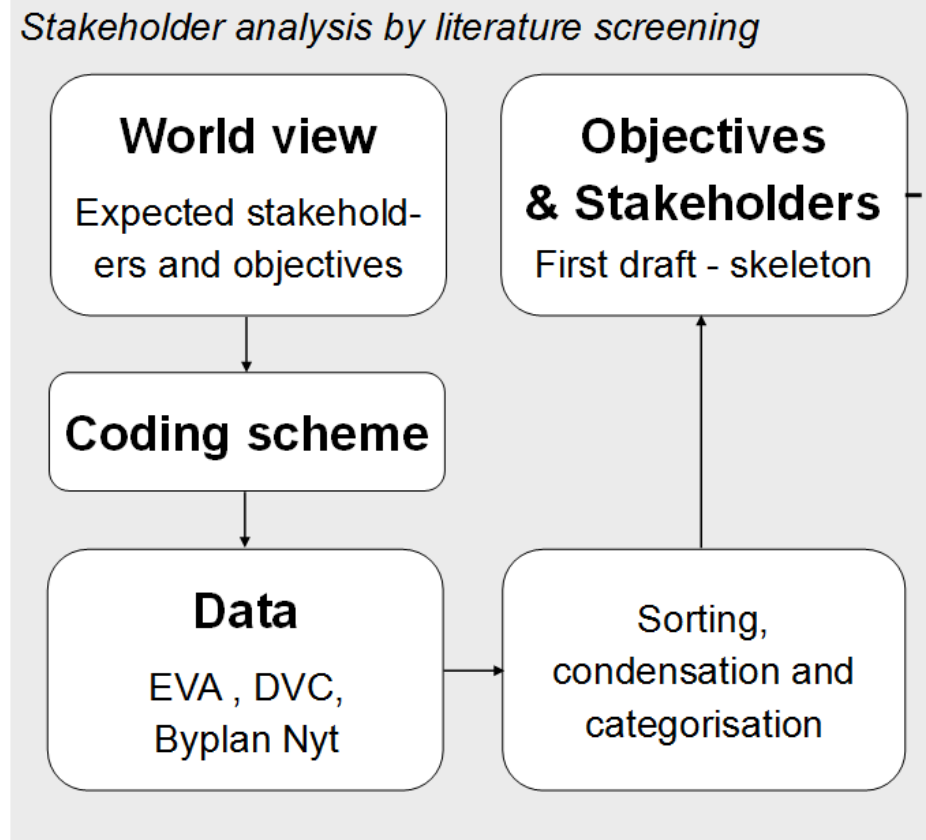 Stakeholder analysis by literature screening
World view
Expected stakehold-
ers and objectives
Coding scheme
Data
EVA , DVC,
Byplan Nyt
Sorting,
condensation and
categorisation
Objectives
& Stakeholders
First draft - skeleton